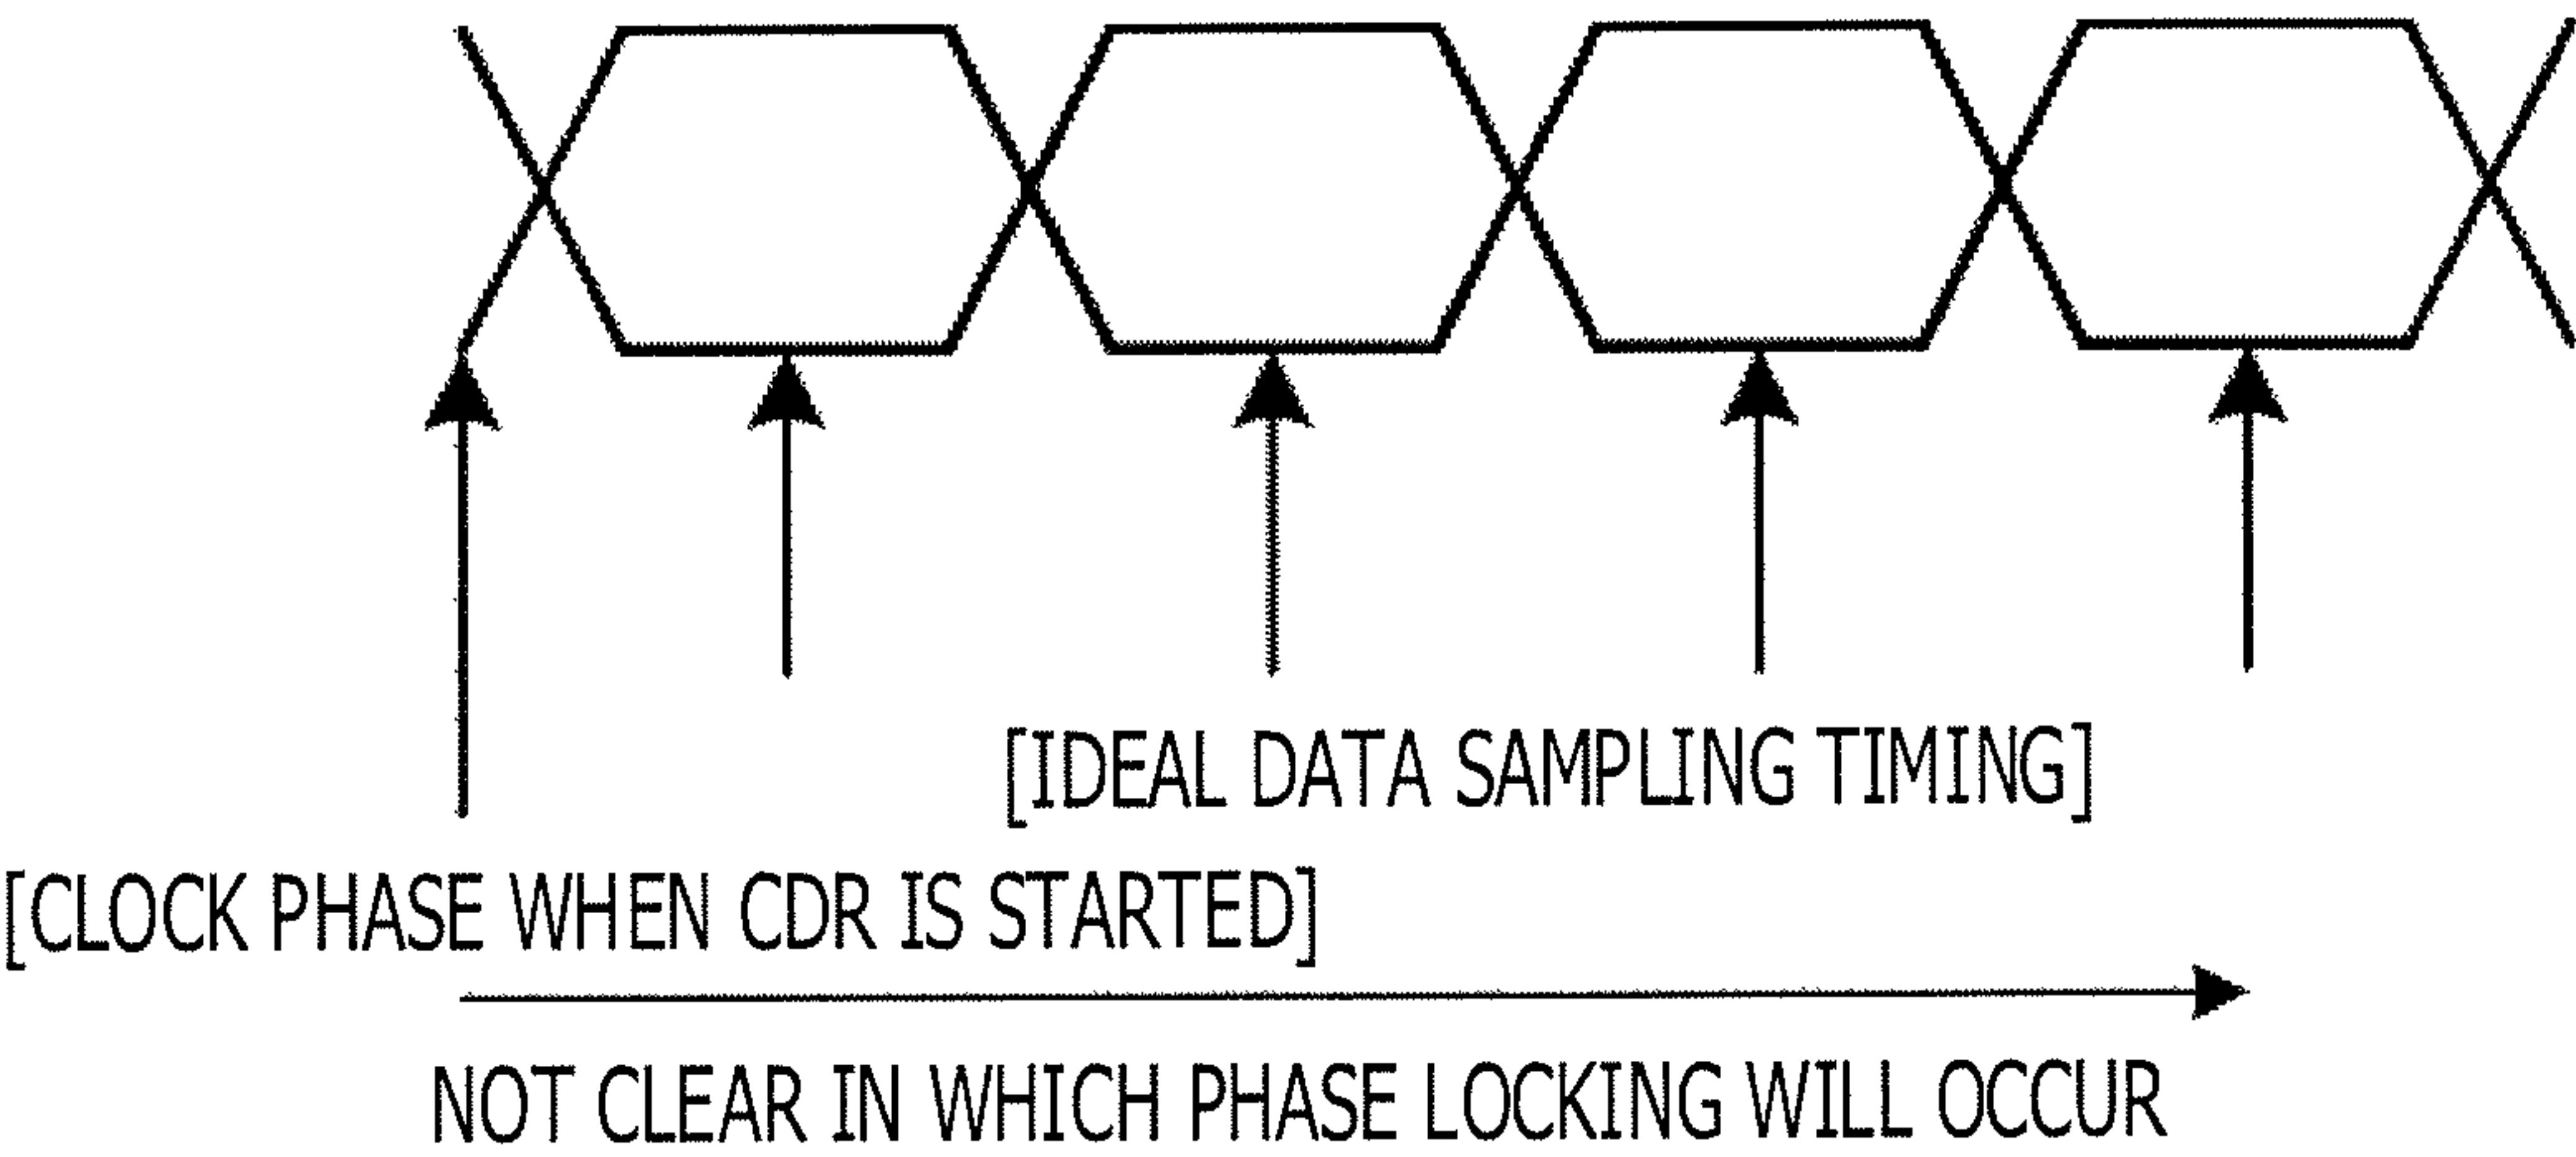 [IDEAL DATA SAMPLING TIMING]
[CLOCK PHASE WHEN CDR IS STARTED]
NOT CLEAR IN WHICH PHASE LOCKING WILL OCCUR